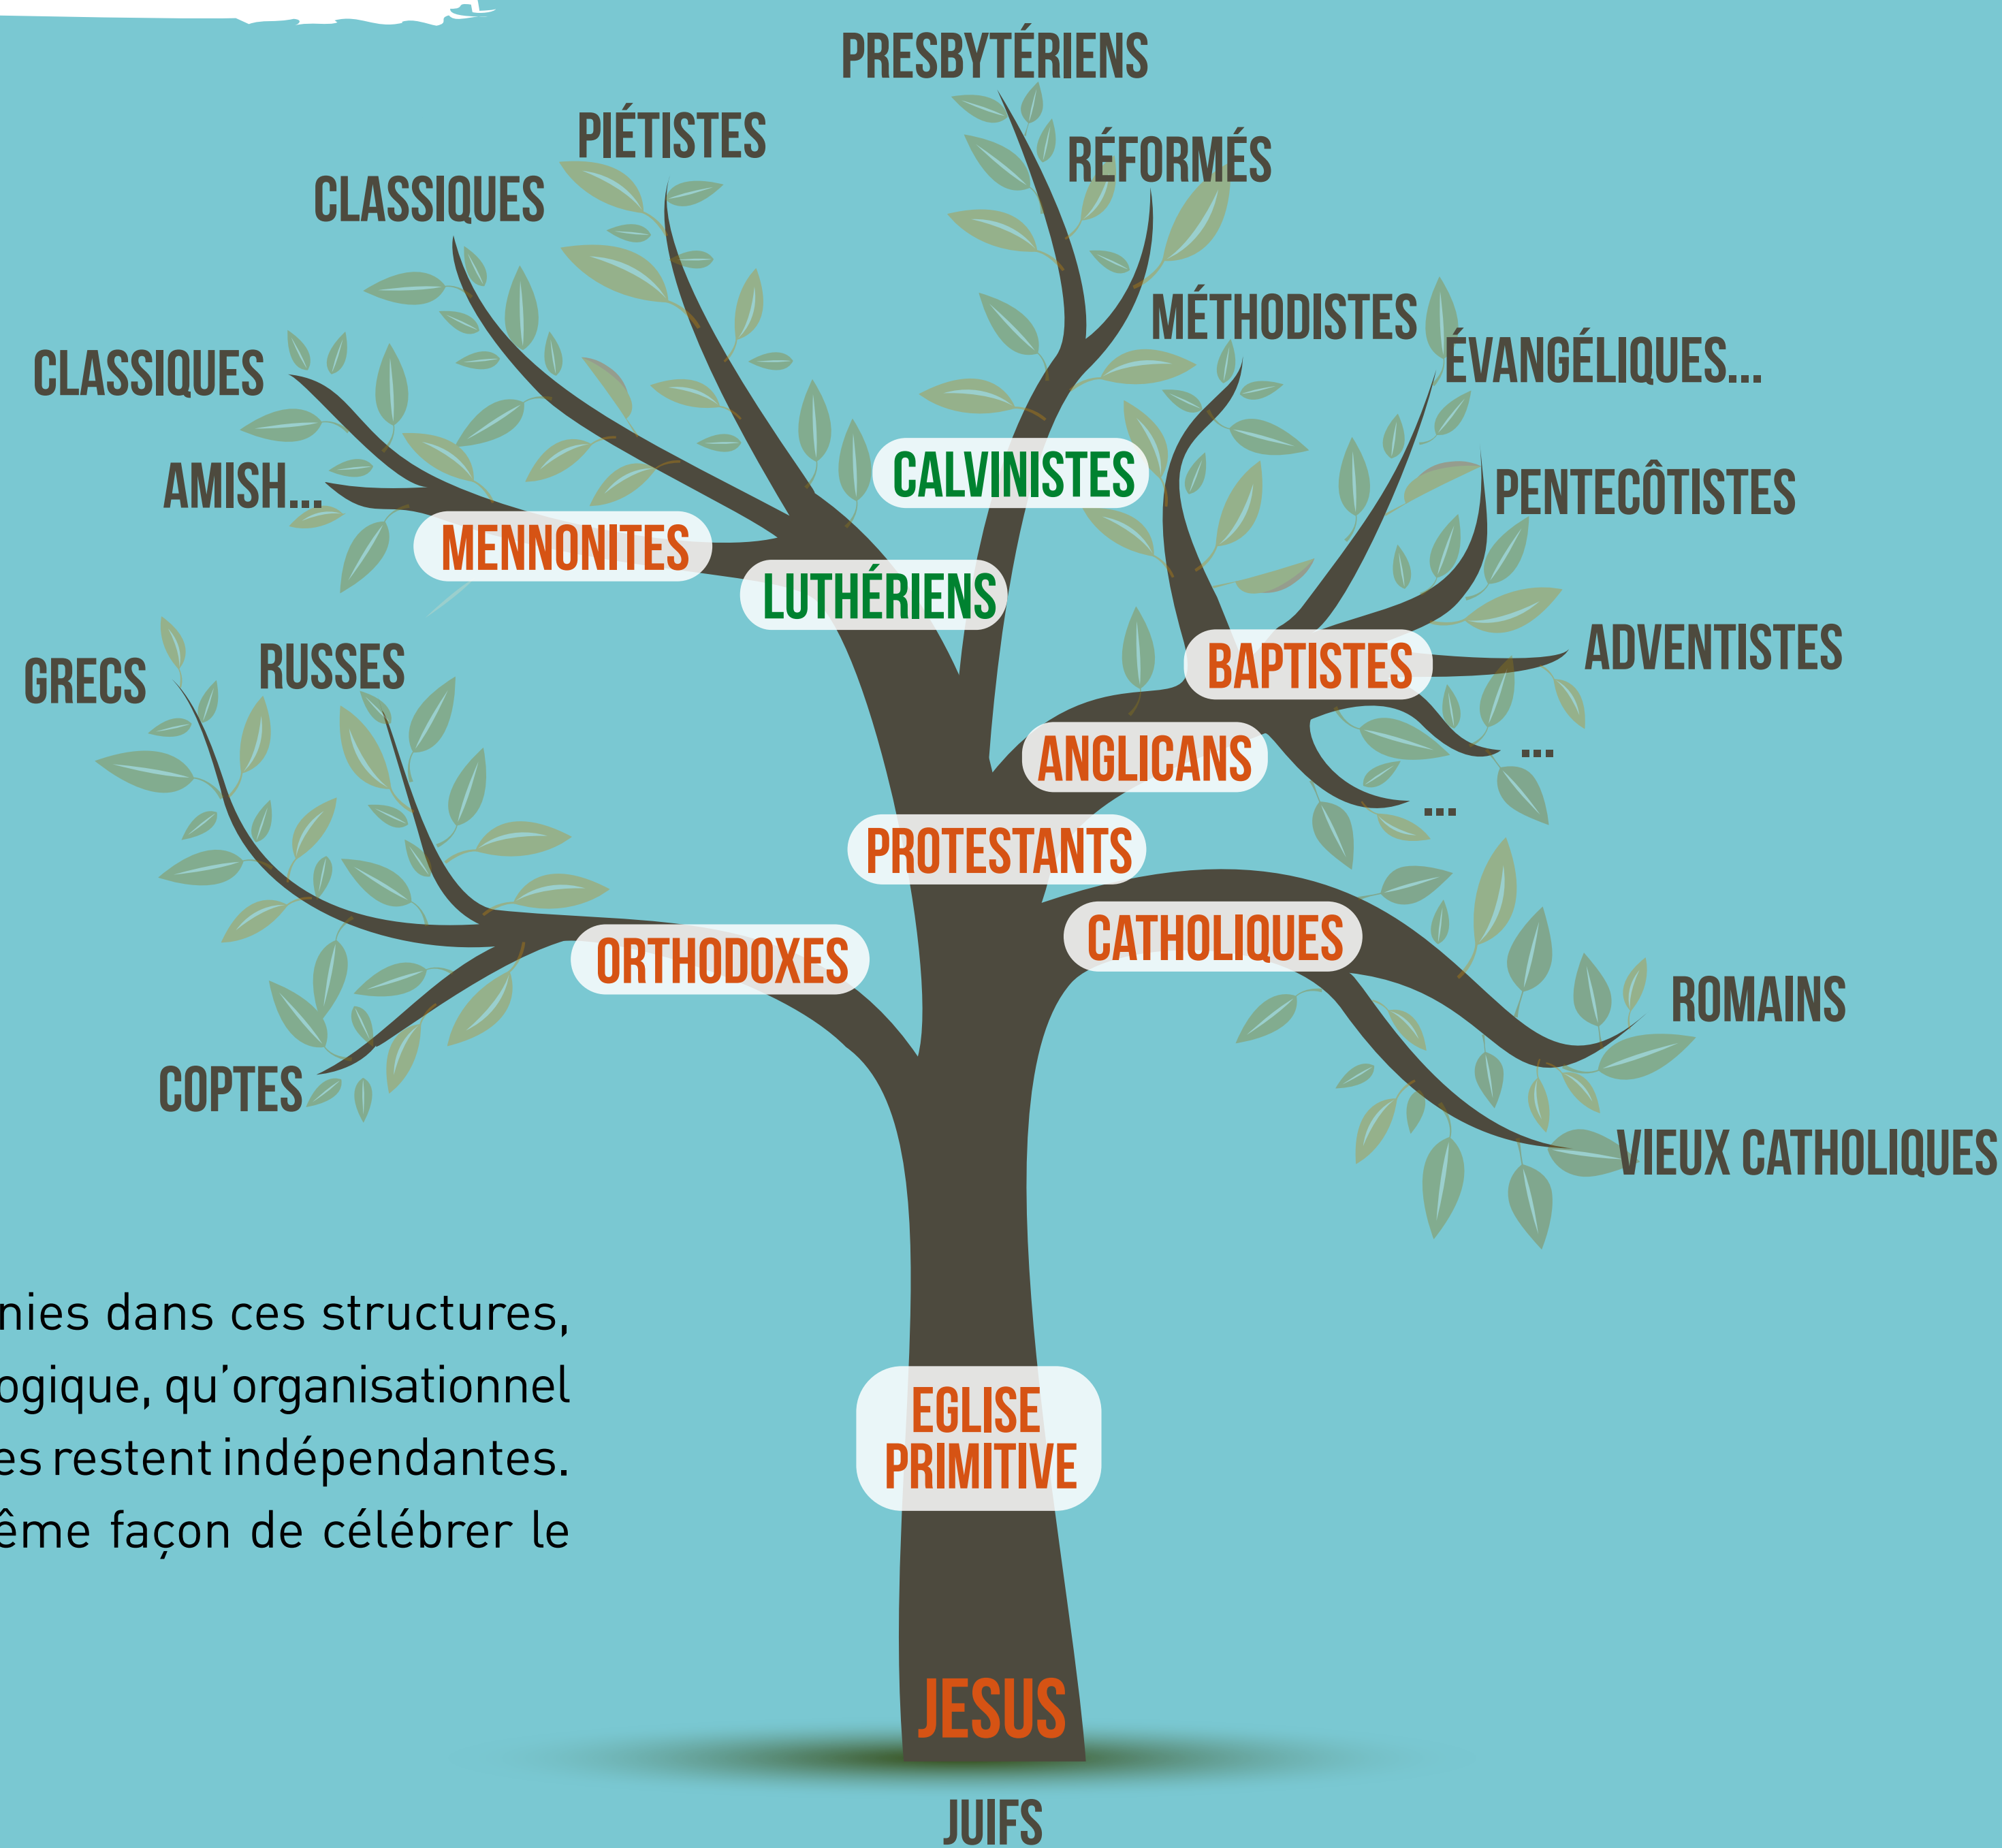 PRESBYTÉRIENS
PIÉTISTES
RÉFORMÉS
CLASSIQUES
MÉTHODISTES
ÉVANGÉLIQUES...
CLASSIQUES
CALVINISTES
AMISH...
PENTECÔTISTES
MENNONITES
LUTHÉRIENS
ADVENTISTES
BAPTISTES
GRECS
RUSSES
ANGLICANS
...
...
PROTESTANTS
CATHOLIQUES
ORTHODOXES
ROMAINS
COPTES
VIEUX CATHOLIQUES
nies dans ces structures,
ogique, qu'organisationnel
es restent indépendantes.
ême façon de célébrer le
EGLISE
PRIMITIVE
JESUS
JUIFS